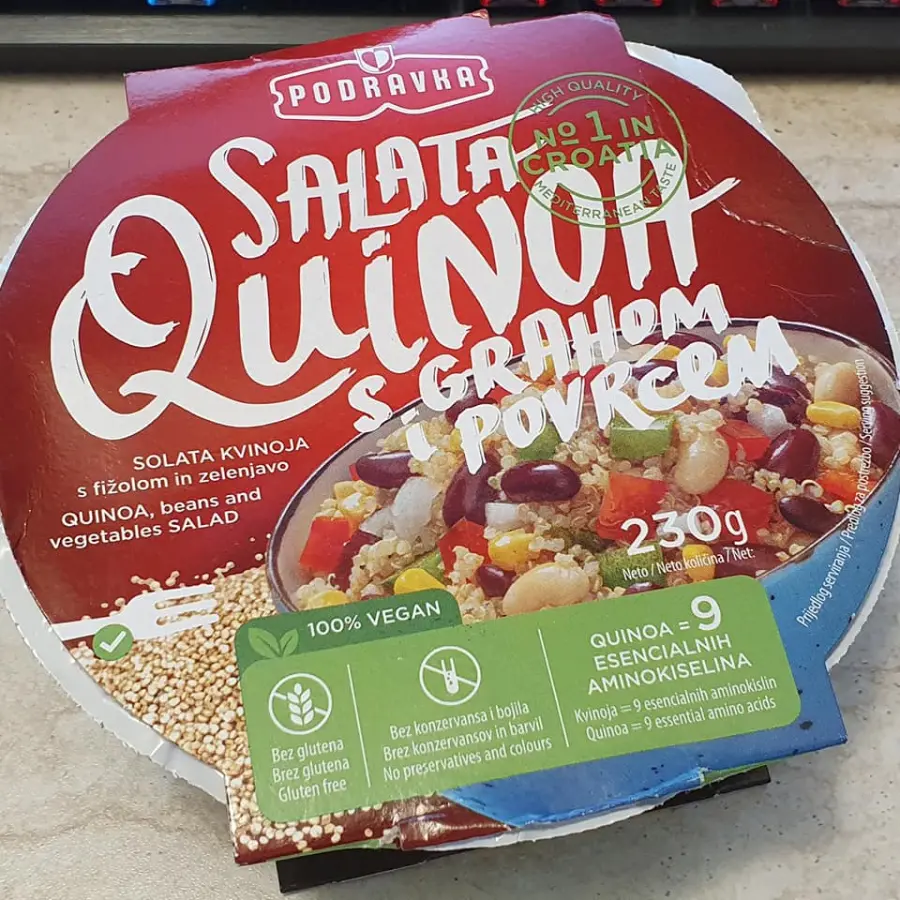 PODRAVKA
HIGH QUALITY
Nº 1 IN
CROATIA
MEDITERRANEAN TASTE
SALATA
QUiNOA
S GRAHOM
i POVRĆEM
SOLATA KVINOJA
s fižolom in zelenjavo
QUINOA, beans and
vegetables SALAD
230g
Neto / Neto količina / Net:
Prijedlog serviranja / Predlog za postrežbo / Serving suggestion
100% VEGAN
Bez glutena
Brez glutena
Gluten free
Bez konzervansa i bojila
Brez konzervansov in barvil
No preservatives and colours
QUINOA = 9
ESENCIALNIH
AMINOKISELINA
Kvinoja = 9 esencialnih aminokislin
Quinoa = 9 essential amino acids